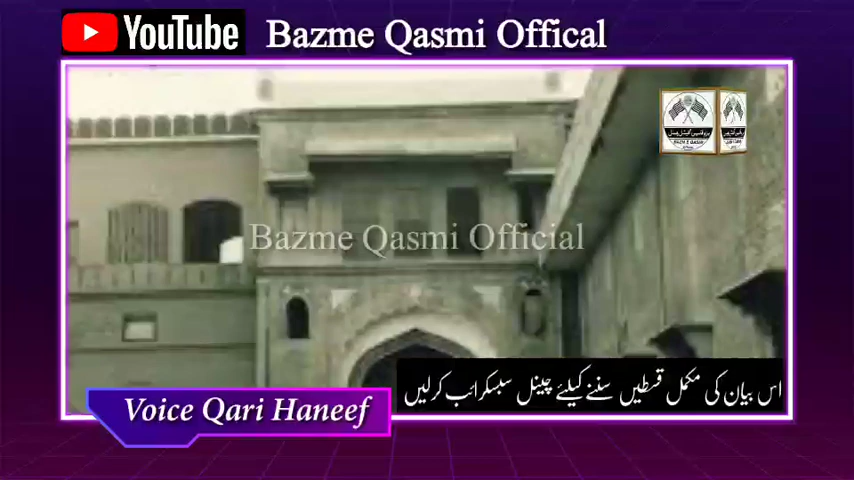 YouTube Bazme Qasmi Offical
Bazme Qasmi Official
Voice Qari Haneef
اس بیان کی مکمل قسطیں سننے کیلئے چینل سبسکرائب کرلیں